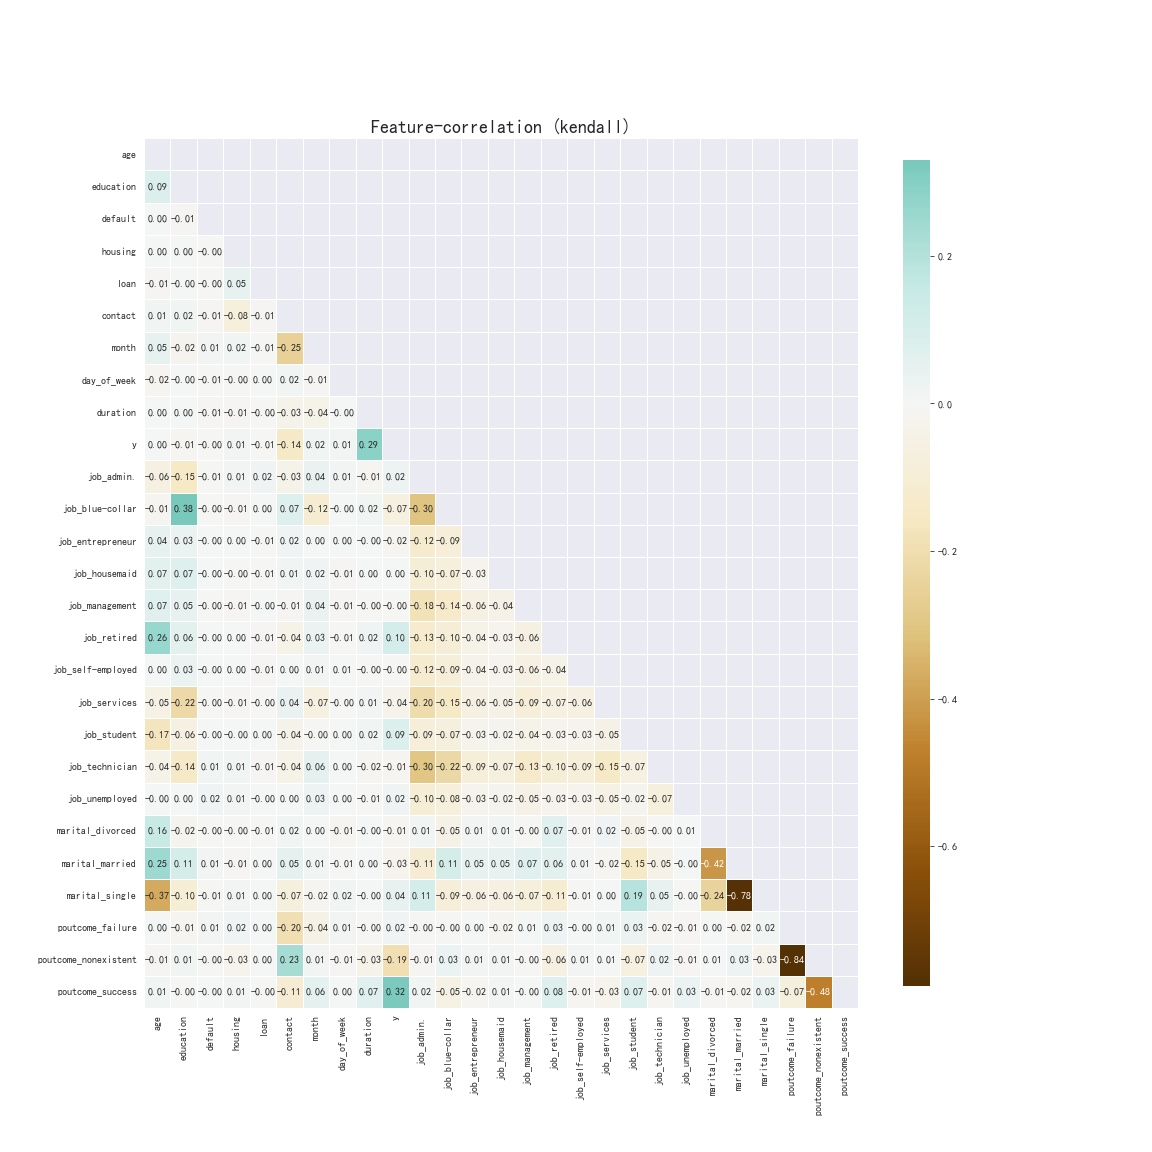 Feature-correlation (kendall)
age
education 0.09
default 0.00 -0.01
housing 0.00 0.00 -0.00
loan -0.01 -0.00 -0.00 0.05
contact 0.01 0.02 -0.01 -0.08 -0.01
month 0.05 -0.02 0.01 0.02 -0.01 -0.25
day_of_week -0.02 -0.00 -0.01 -0.00 0.00 0.02 -0.01
duration 0.00 0.00 -0.01 -0.01 -0.00 -0.03 -0.04 -0.00
y 0.00 -0.01 -0.00 0.01 -0.01 -0.14 0.02 0.01 0.29
job_admin. -0.06 -0.15 -0.01 0.01 0.02 -0.03 0.04 0.01 -0.01 0.02
job_blue-collar -0.01 0.38 -0.00 -0.01 0.00 0.07 -0.12 -0.00 0.02 -0.07 -0.30
job_entrepreneur 0.04 0.03 -0.00 0.00 -0.01 0.02 0.00 0.00 -0.00 -0.02 -0.12 -0.09
job_housemaid 0.07 0.07 -0.00 -0.00 -0.01 0.01 0.02 -0.01 0.00 0.00 -0.10 -0.07 -0.03
job_management 0.07 0.05 -0.00 -0.01 -0.00 -0.01 0.04 -0.01 -0.00 -0.00 -0.18 -0.14 -0.06 -0.04
job_retired 0.26 0.06 -0.00 0.00 -0.01 -0.04 0.03 -0.01 0.02 0.10 -0.13 -0.10 -0.04 -0.03 -0.06
job_self-employed 0.00 0.03 -0.00 0.00 -0.01 0.00 0.01 0.01 -0.00 -0.00 -0.12 -0.09 -0.04 -0.03 -0.06 -0.04
job_services -0.05 -0.22 -0.00 -0.01 -0.00 0.04 -0.07 -0.00 0.01 -0.04 -0.20 -0.15 -0.06 -0.05 -0.09 -0.07 -0.06
job_student -0.17 -0.06 -0.00 -0.00 0.00 -0.04 -0.00 0.00 0.02 0.09 -0.09 -0.07 -0.03 -0.02 -0.04 -0.03 -0.03 -0.05
job_technician -0.04 -0.14 0.01 0.01 -0.01 -0.04 0.06 0.00 -0.02 -0.01 -0.30 -0.22 -0.09 -0.07 -0.13 -0.10 -0.09 -0.15 -0.07
job_unemployed -0.00 0.00 0.02 0.01 -0.00 0.00 0.03 0.00 -0.01 0.02 -0.10 -0.08 -0.03 -0.02 -0.05 -0.03 -0.03 -0.05 -0.02 -0.07
marital_divorced 0.16 -0.02 -0.00 -0.00 -0.01 0.02 0.00 -0.01 -0.00 -0.01 0.01 -0.05 0.01 0.01 -0.00 0.07 -0.01 0.02 -0.05 -0.00 0.01
marital_married 0.25 0.11 0.01 -0.01 0.00 0.05 0.01 -0.01 0.00 -0.03 -0.11 0.11 0.05 0.05 0.07 0.06 0.01 -0.02 -0.15 -0.05 -0.00 -0.42
marital_single -0.37 -0.10 -0.01 0.01 0.00 -0.07 -0.02 0.02 -0.00 0.04 0.11 -0.09 -0.06 -0.06 -0.07 -0.11 -0.01 0.00 0.19 0.05 -0.00 -0.24 -0.78
poutcome_failure 0.00 -0.01 0.01 0.02 0.00 -0.20 -0.04 0.01 -0.00 0.02 -0.00 -0.00 0.00 -0.02 0.01 0.03 -0.00 0.01 0.03 -0.02 -0.01 0.00 -0.02 0.02
poutcome_nonexistent -0.01 0.01 -0.00 -0.03 0.00 0.23 0.01 -0.01 -0.03 -0.19 -0.01 0.03 0.01 0.01 -0.00 -0.06 0.01 0.01 -0.07 0.02 -0.01 0.01 0.03 -0.03 -0.84
poutcome_success 0.01 -0.00 -0.00 0.01 -0.00 -0.11 0.06 0.00 0.07 0.32 0.02 -0.05 -0.02 0.01 -0.00 0.08 -0.01 -0.03 0.07 -0.01 0.03 -0.01 -0.02 0.03 -0.07 -0.48
age
education
default
housing
loan
contact
month
day_of_week
duration
y
job_admin.
job_blue-collar
job_entrepreneur
job_housemaid
job_management
job_retired
job_self-employed
job_services
job_student
job_technician
job_unemployed
marital_divorced
marital_married
marital_single
poutcome_failure
poutcome_nonexistent
poutcome_success
0.2
0.0
-0.2
-0.4
-0.6